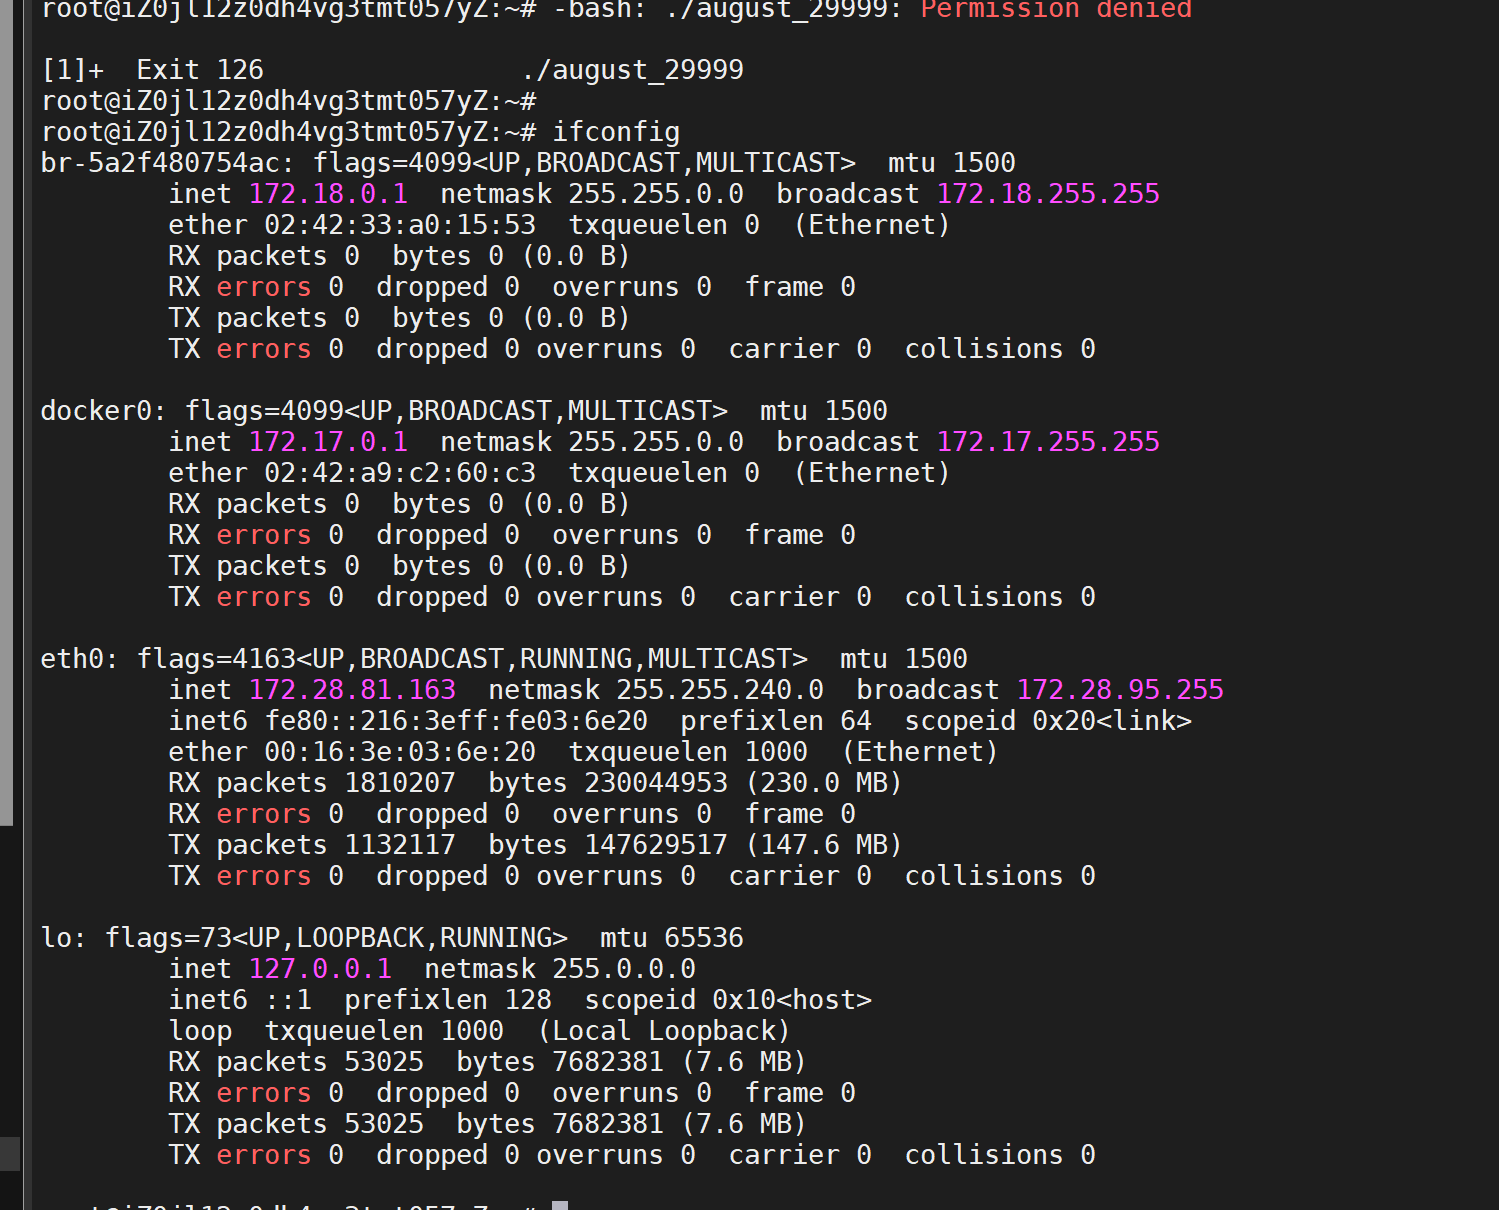 root@iZ0jl12z0dh4vg3tmt057yZ:~# -bash: ./august_29999: Permission denied
[1]+  Exit 126                ./august_29999
root@iZ0jl12z0dh4vg3tmt057yZ:~#
root@iZ0jl12z0dh4vg3tmt057yZ:~# ifconfig
br-5a2f480754ac: flags=4099<UP,BROADCAST,MULTICAST>  mtu 1500
        inet 172.18.0.1  netmask 255.255.0.0  broadcast 172.18.255.255
        ether 02:42:33:a0:15:53  txqueuelen 0  (Ethernet)
        RX packets 0  bytes 0 (0.0 B)
        RX errors 0  dropped 0  overruns 0  frame 0
        TX packets 0  bytes 0 (0.0 B)
        TX errors 0  dropped 0 overruns 0  carrier 0  collisions 0
docker0: flags=4099<UP,BROADCAST,MULTICAST>  mtu 1500
        inet 172.17.0.1  netmask 255.255.0.0  broadcast 172.17.255.255
        ether 02:42:a9:c2:60:c3  txqueuelen 0  (Ethernet)
        RX packets 0  bytes 0 (0.0 B)
        RX errors 0  dropped 0  overruns 0  frame 0
        TX packets 0  bytes 0 (0.0 B)
        TX errors 0  dropped 0 overruns 0  carrier 0  collisions 0
eth0: flags=4163<UP,BROADCAST,RUNNING,MULTICAST>  mtu 1500
        inet 172.28.81.163  netmask 255.255.240.0  broadcast 172.28.95.255
        inet6 fe80::216:3eff:fe03:6e20  prefixlen 64  scopeid 0x20<link>
        ether 00:16:3e:03:6e:20  txqueuelen 1000  (Ethernet)
        RX packets 1810207  bytes 230044953 (230.0 MB)
        RX errors 0  dropped 0  overruns 0  frame 0
        TX packets 1132117  bytes 147629517 (147.6 MB)
        TX errors 0  dropped 0 overruns 0  carrier 0  collisions 0
lo: flags=73<UP,LOOPBACK,RUNNING>  mtu 65536
        inet 127.0.0.1  netmask 255.0.0.0
        inet6 ::1  prefixlen 128  scopeid 0x10<host>
        loop  txqueuelen 1000  (Local Loopback)
        RX packets 53025  bytes 7682381 (7.6 MB)
        RX errors 0  dropped 0  overruns 0  frame 0
        TX packets 53025  bytes 7682381 (7.6 MB)
        TX errors 0  dropped 0 overruns 0  carrier 0  collisions 0